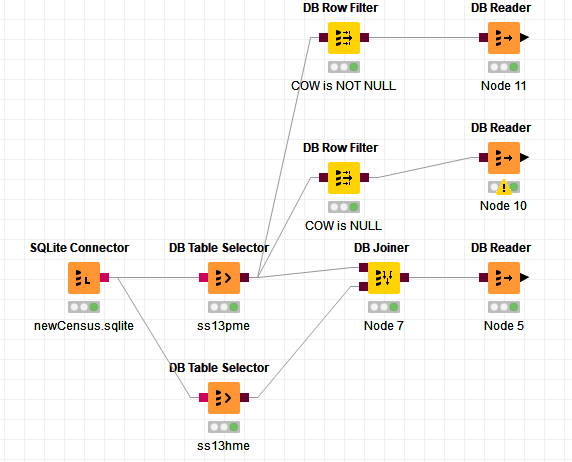 DB Row Filter
DB Reader
COW is NOT NULL
Node 11
DB Row Filter
DB Reader
COW is NULL
Node 10
SQLite Connector
DB Table Selector
DB Joiner
DB Reader
newCensus.sqlite
ss13pme
Node 7
Node 5
DB Table Selector
ss13hme